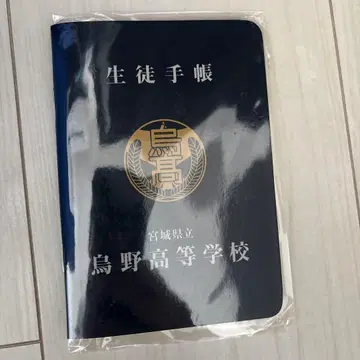 生徒手帳
烏高
宮城県立
烏野高等学校